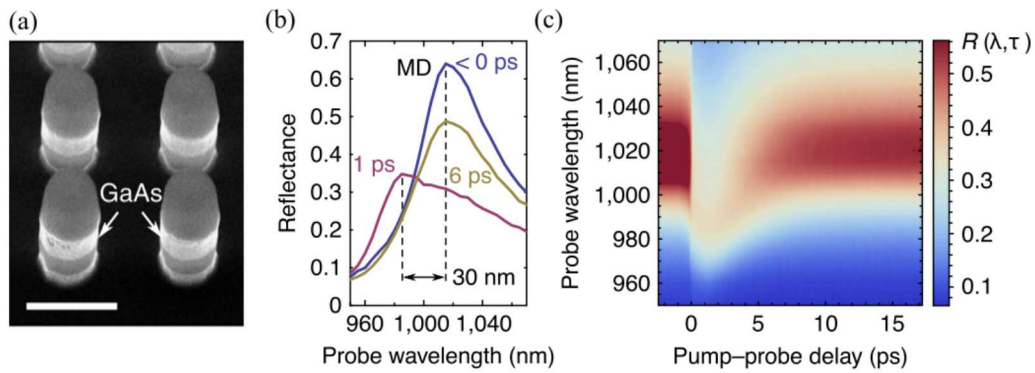 (a)
GaAs
(b)
0.7
0.6
0.5
0.4
0.3
0.2
0.1
0
Reflectance
MD
< 0 ps
1 ps
6 ps
30 nm
960 1,000 1,040
Probe wavelength (nm)
(c)
1,060
1,040
1,020
1,000
980
960
Probe wavelength (nm)
0 5 10 15
Pump–probe delay (ps)
R (λ,τ)
0.5
0.4
0.3
0.2
0.1